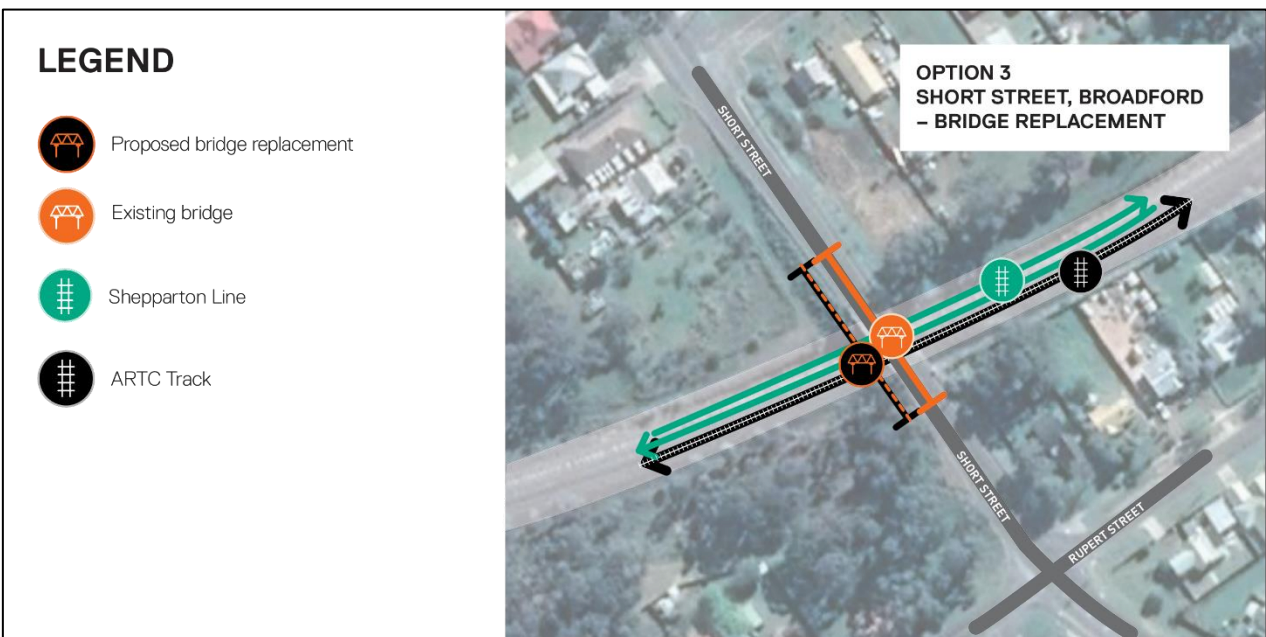 LEGEND
Proposed bridge replacement
Existing bridge
Shepparton Line
ARTC Track
OPTION 3
SHORT STREET, BROADFORD
– BRIDGE REPLACEMENT
SHORT STREET
SHORT STREET
RUPERT STREET